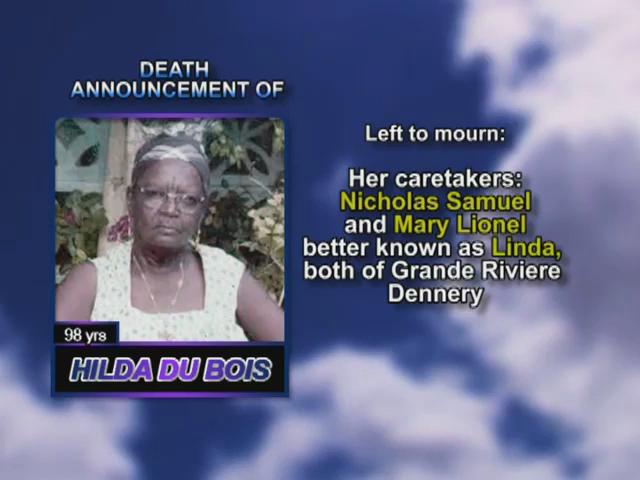 DEATH
ANNOUNCEMENT OF
98 yrs
HILDA DU BOIS
Left to mourn:
Her caretakers:
Nicholas Samuel
and Mary Lionel
better known as Linda,
both of Grande Riviere
Dennery